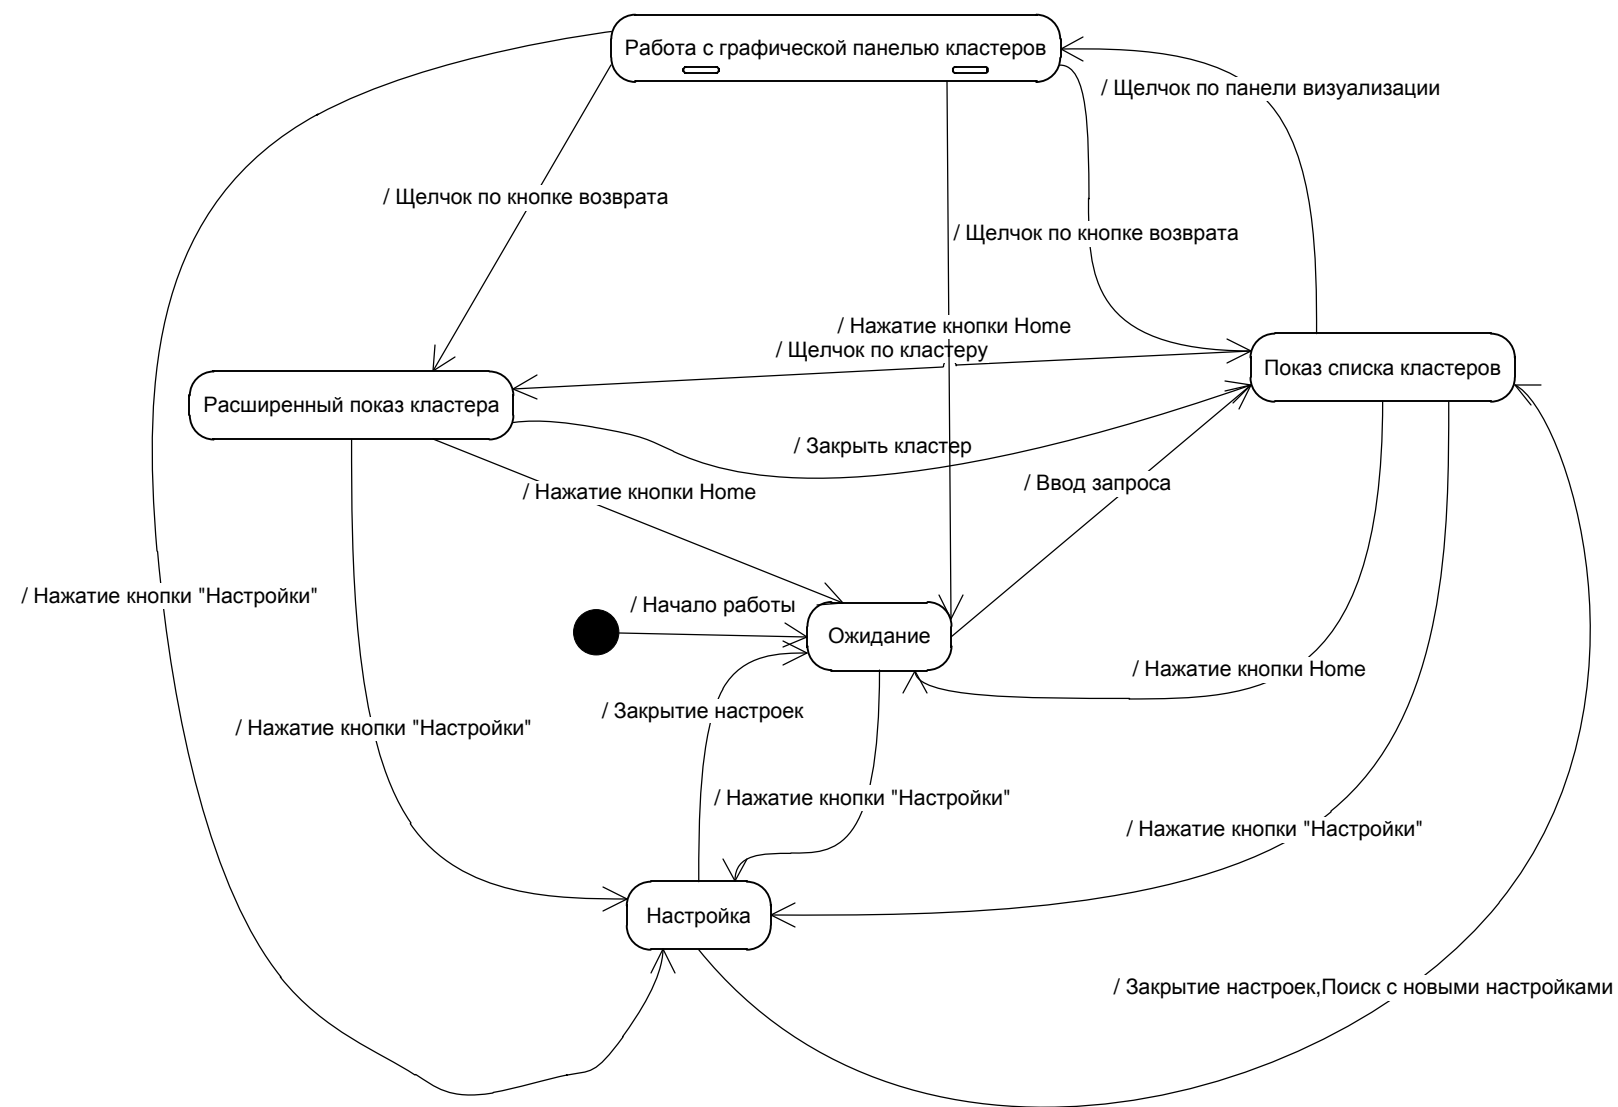 Работа с графической панелью кластеров
/ Щелчок по панели визуализации
/ Щелчок по кнопке возврата
/ Щелчок по кнопке возврата
/ Нажатие кнопки Home
/ Щелчок по кластеру
Показ списка кластеров
Расширенный показ кластера
/ Закрыть кластер
/ Ввод запроса
/ Нажатие кнопки Home
/ Нажатие кнопки "Настройки"
/ Начало работы
Ожидание
/ Нажатие кнопки Home
/ Закрытие настроек
/ Нажатие кнопки "Настройки"
/ Нажатие кнопки "Настройки"
/ Нажатие кнопки "Настройки"
Настройка
/ Закрытие настроек,Поиск с новыми настройками